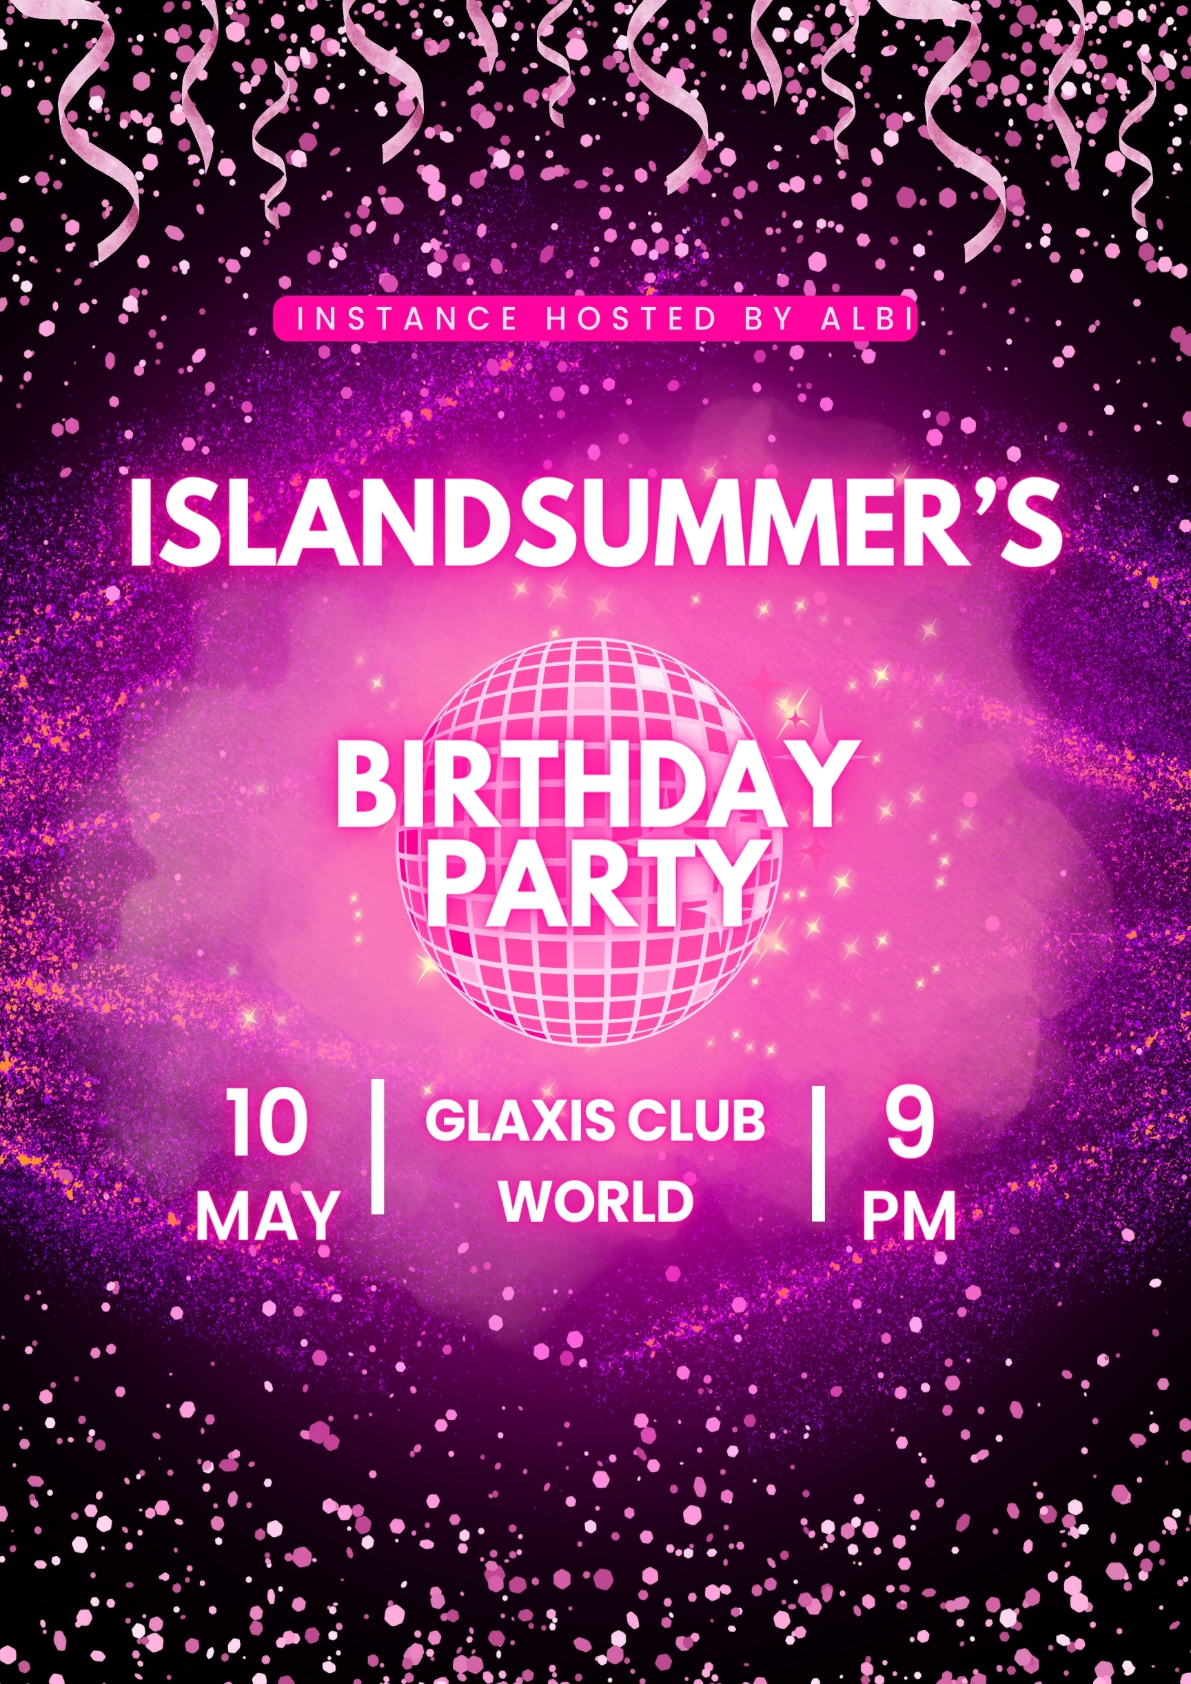 INSTANCE HOSTED BY ALBI
ISLANDSUMMER’S
BIRTHDAY
PARTY
10
MAY
GLAXIS CLUB
WORLD
9
PM